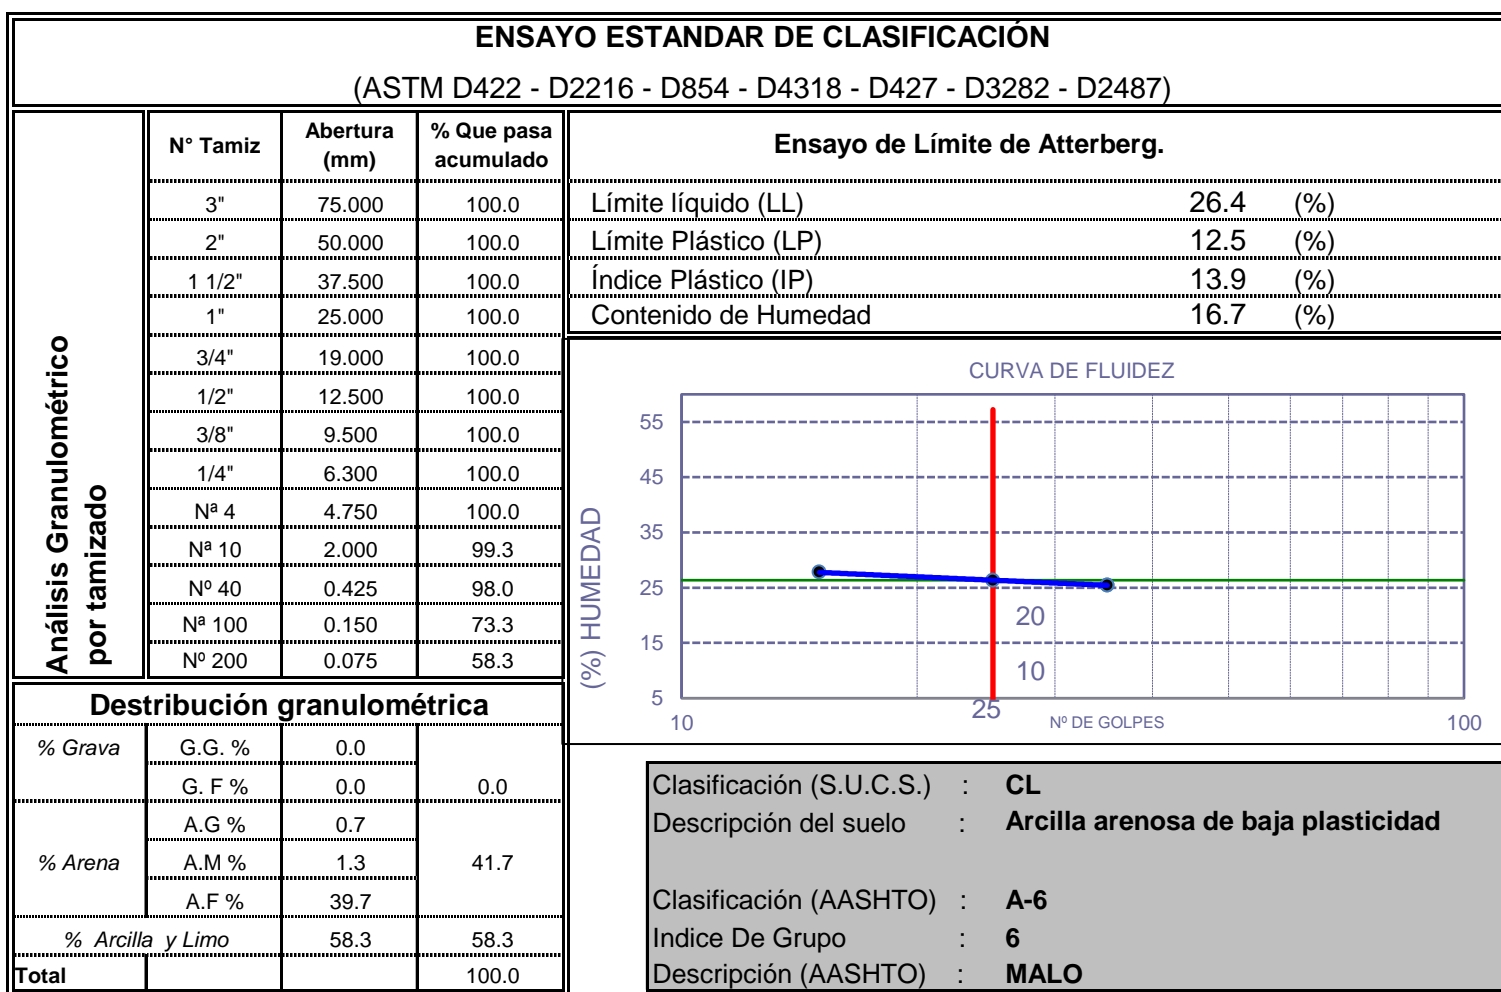 ENSAYO ESTANDAR DE CLASIFICACIÓN
(ASTM D422 - D2216 - D854 - D4318 - D427 - D3282 - D2487)
Análisis Granulométrico
por tamizado
N° Tamiz Abertura (mm) % Que pasa acumulado
3" 75.000 100.0
2" 50.000 100.0
1 1/2" 37.500 100.0
1" 25.000 100.0
3/4" 19.000 100.0
1/2" 12.500 100.0
3/8" 9.500 100.0
1/4" 6.300 100.0
Nª 4 4.750 100.0
Nª 10 2.000 99.3
Nº 40 0.425 98.0
Nª 100 0.150 73.3
Nº 200 0.075 58.3
Ensayo de Límite de Atterberg.
Límite líquido (LL) 26.4 (%)
Límite Plástico (LP) 12.5 (%)
Índice Plástico (IP) 13.9 (%)
Contenido de Humedad 16.7 (%)
CURVA DE FLUIDEZ
(%) HUMEDAD
55
45
35
25
20
15
10
5
10 25 100
Nº DE GOLPES
Destribución granulométrica
% Grava G.G. % 0.0
G. F % 0.0 0.0
A.G % 0.7
% Arena A.M % 1.3 41.7
A.F % 39.7
% Arcilla y Limo 58.3 58.3
Total 100.0
Clasificación (S.U.C.S.) : CL
Descripción del suelo : Arcilla arenosa de baja plasticidad
Clasificación (AASHTO) : A-6
Indice De Grupo : 6
Descripción (AASHTO) : MALO